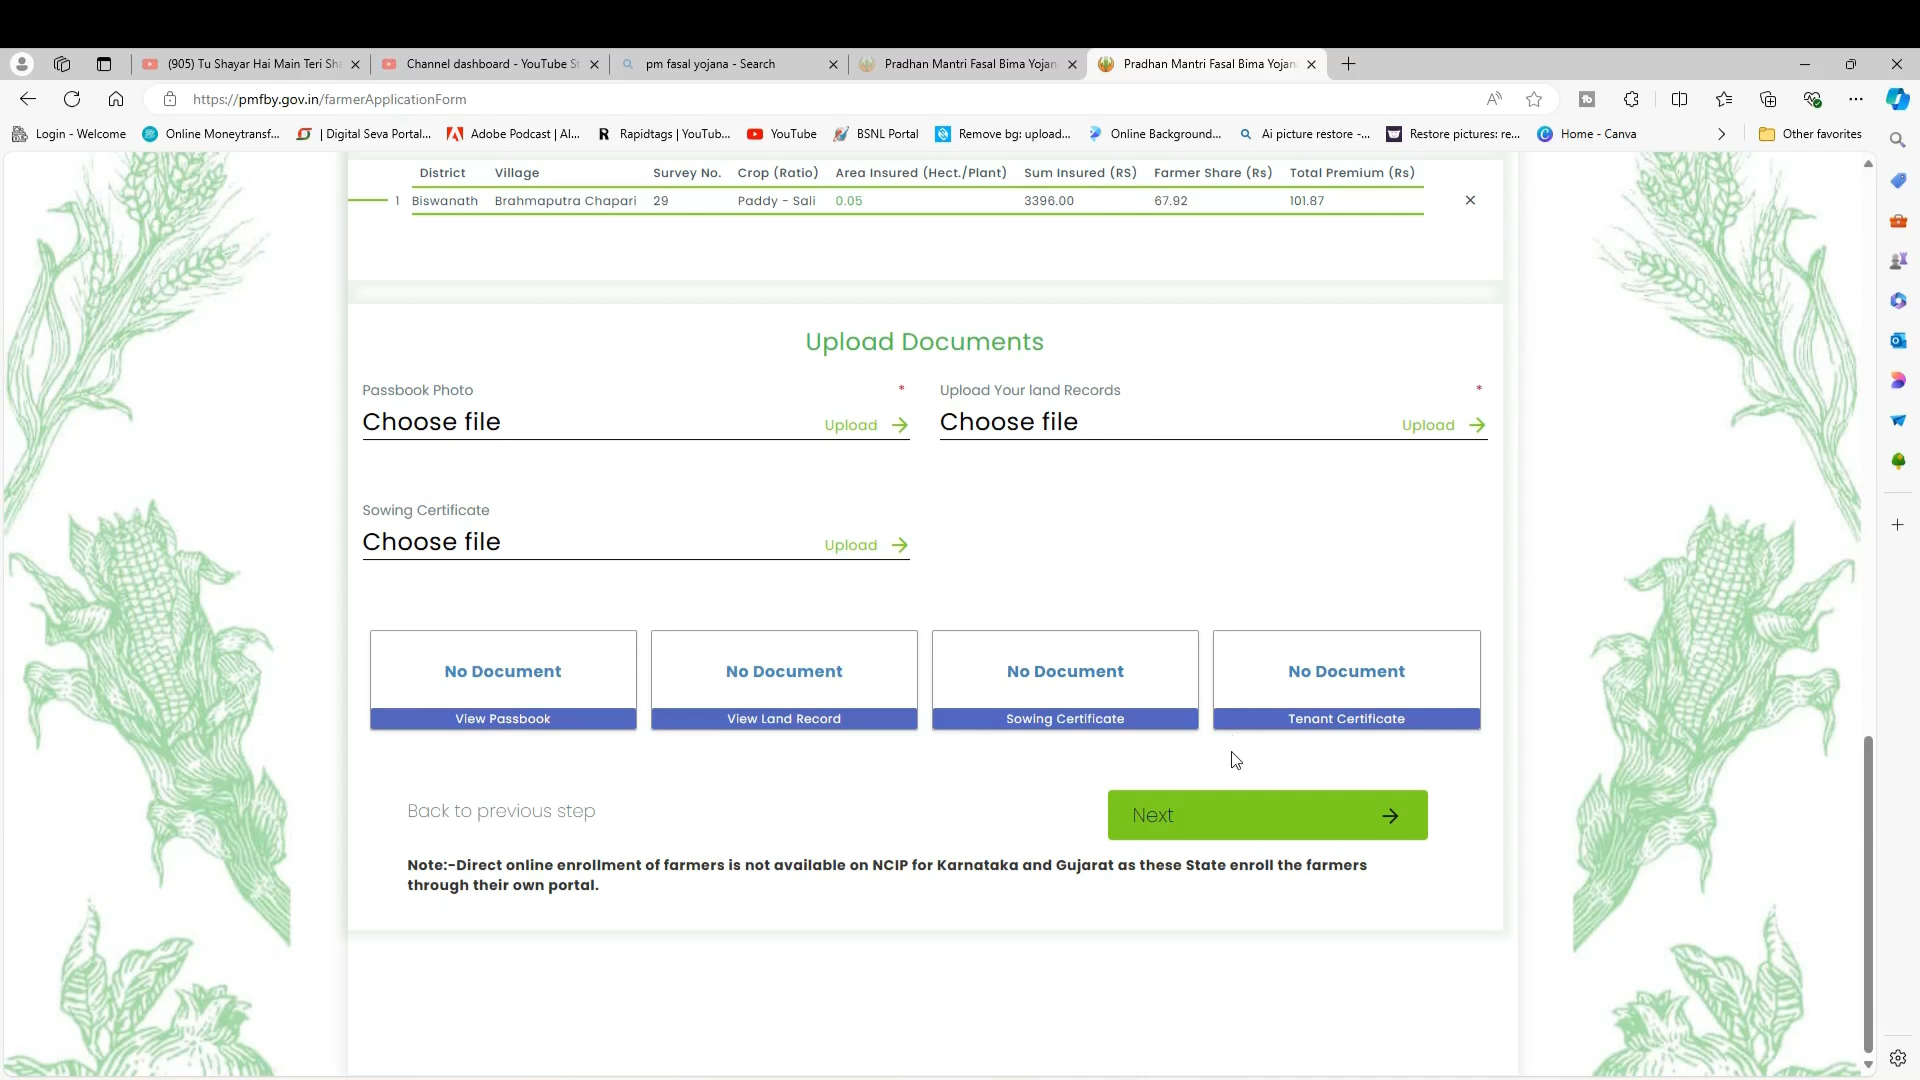 (905) Tu Shayar Hai Main Teri Sha
Channel dashboard - YouTube St
pm fasal yojana - Search
Pradhan Mantri Fasal Bima Yojan
Pradhan Mantri Fasal Bima Yojan
https://pmfby.gov.in/farmerApplicationForm
Login - Welcome
Online Moneytransf...
| Digital Seva Portal...
Adobe Podcast | AI...
Rapidtags | YouTub...
YouTube
BSNL Portal
Remove bg: upload...
Online Background...
Ai picture restore -...
Restore pictures: re...
Home - Canva
Other favorites
District Village Survey No. Crop (Ratio) Area Insured (Hect./Plant) Sum Insured (RS) Farmer Share (Rs) Total Premium (Rs)
1 Biswanath Brahmaputra Chapari 29 Paddy - Sali 0.05 3396.00 67.92 101.87
Upload Documents
Passbook Photo *
Choose file Upload
Upload Your land Records *
Choose file Upload
Sowing Certificate
Choose file Upload
No Document
View Passbook
No Document
View Land Record
No Document
Sowing Certificate
No Document
Tenant Certificate
Back to previous step
Next
Note:-Direct online enrollment of farmers is not available on NCIP for Karnataka and Gujarat as these State enroll the farmers
through their own portal.